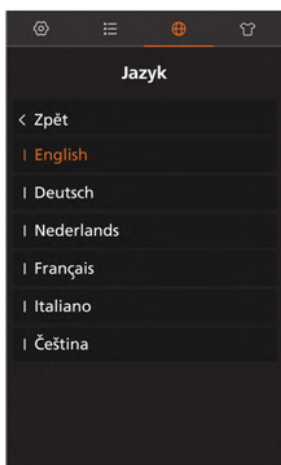 Jazyk
< Zpět
| English
| Deutsch
| Nederlands
| Français
| Italiano
| Čeština